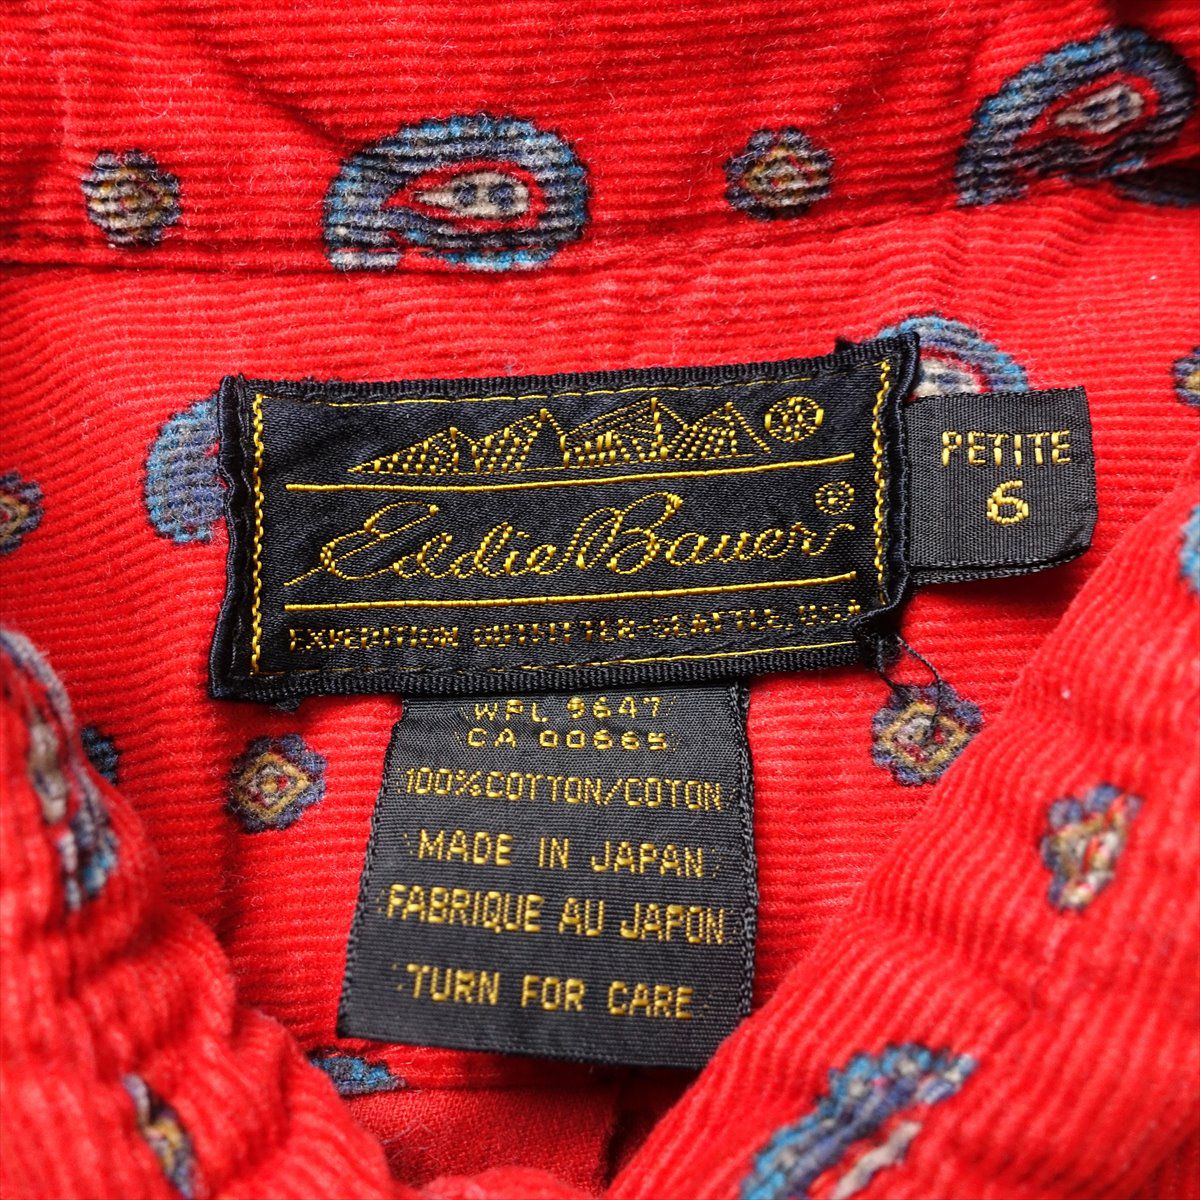 Eddie Bauer®
EXPEDITION OUTFITTER-SEATTLE, USA
PETITE
6
WPL 5647
CA 00665
100% COTTON/COTON
MADE IN JAPAN
FABRIQUE AU JAPON
TURN FOR CARE